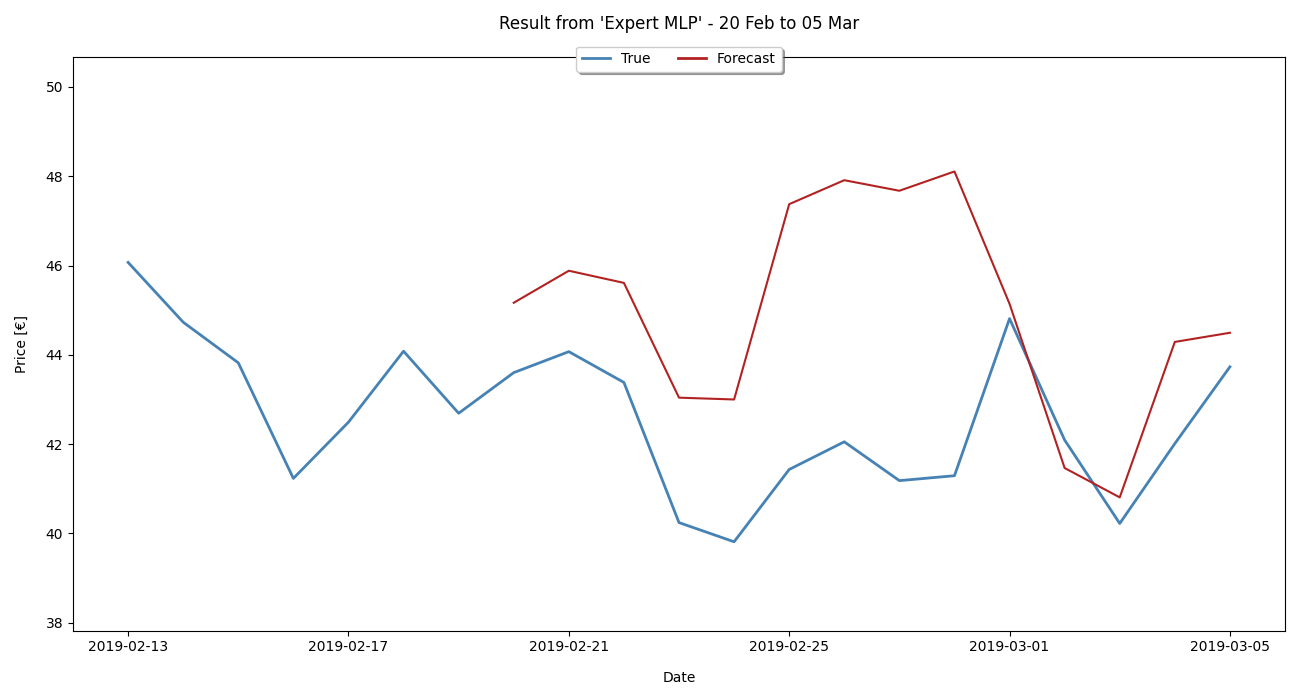 Result from 'Expert MLP' - 20 Feb to 05 Mar
True Forecast
50
48
46
44
42
40
38
Price [€]
2019-02-13 2019-02-17 2019-02-21 2019-02-25 2019-03-01 2019-03-05
Date